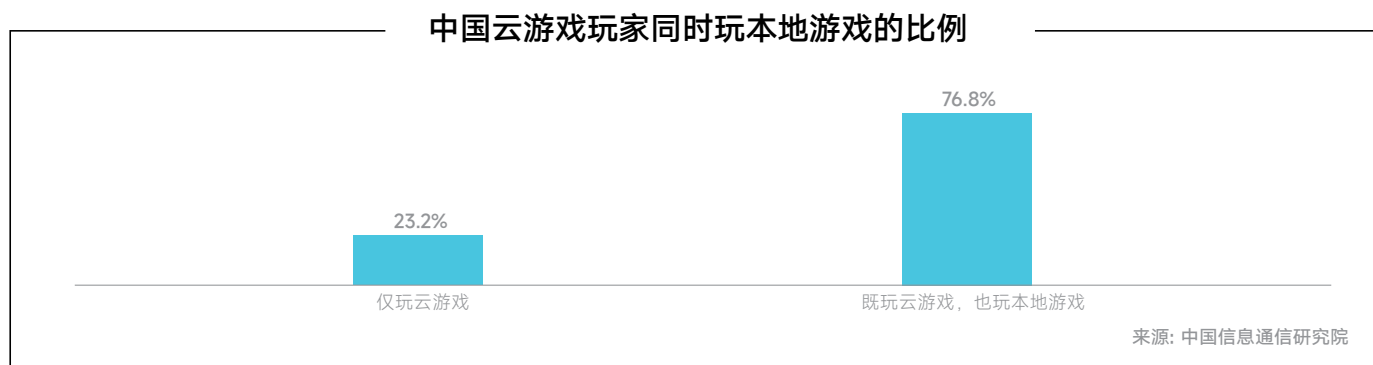 中国云游戏玩家同时玩本地游戏的比例
76.8%
23.2%
仅玩云游戏
既玩云游戏，也玩本地游戏
来源: 中国信息通信研究院